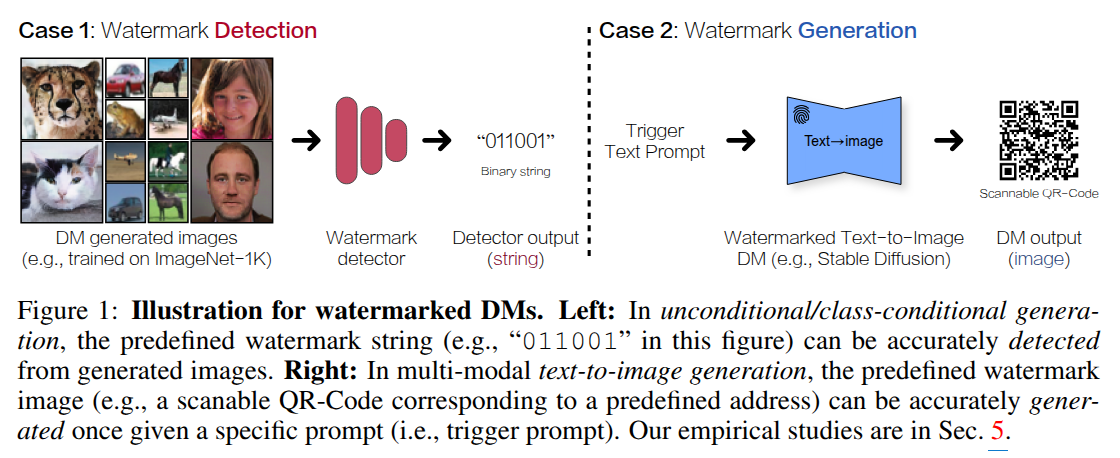 Case 1: Watermark Detection
Case 2: Watermark Generation
"011001"
Binary string
Trigger
Text Prompt
Text→image
Scannable QR-Code
DM generated images
(e.g., trained on ImageNet-1K)
Watermark
detector
Detector output
(string)
Watermarked Text-to-Image
DM (e.g., Stable Diffusion)
DM output
(image)
Figure 1: Illustration for watermarked DMs. Left: In unconditional/class-conditional genera-
tion, the predefined watermark string (e.g., “011001” in this figure) can be accurately detected
from generated images. Right: In multi-modal text-to-image generation, the predefined watermark
image (e.g., a scanable QR-Code corresponding to a predefined address) can be accurately gener-
ated once given a specific prompt (i.e., trigger prompt). Our empirical studies are in Sec. 5.